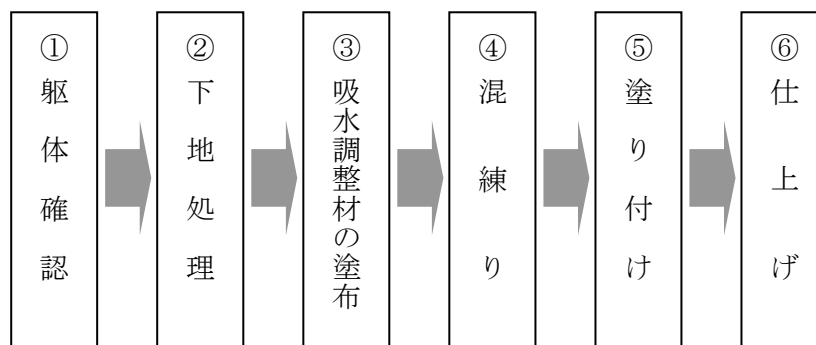 ①躯体確認
②下地処理
③吸水調整材の塗布
④混練り
⑤塗り付け
⑥仕上げ